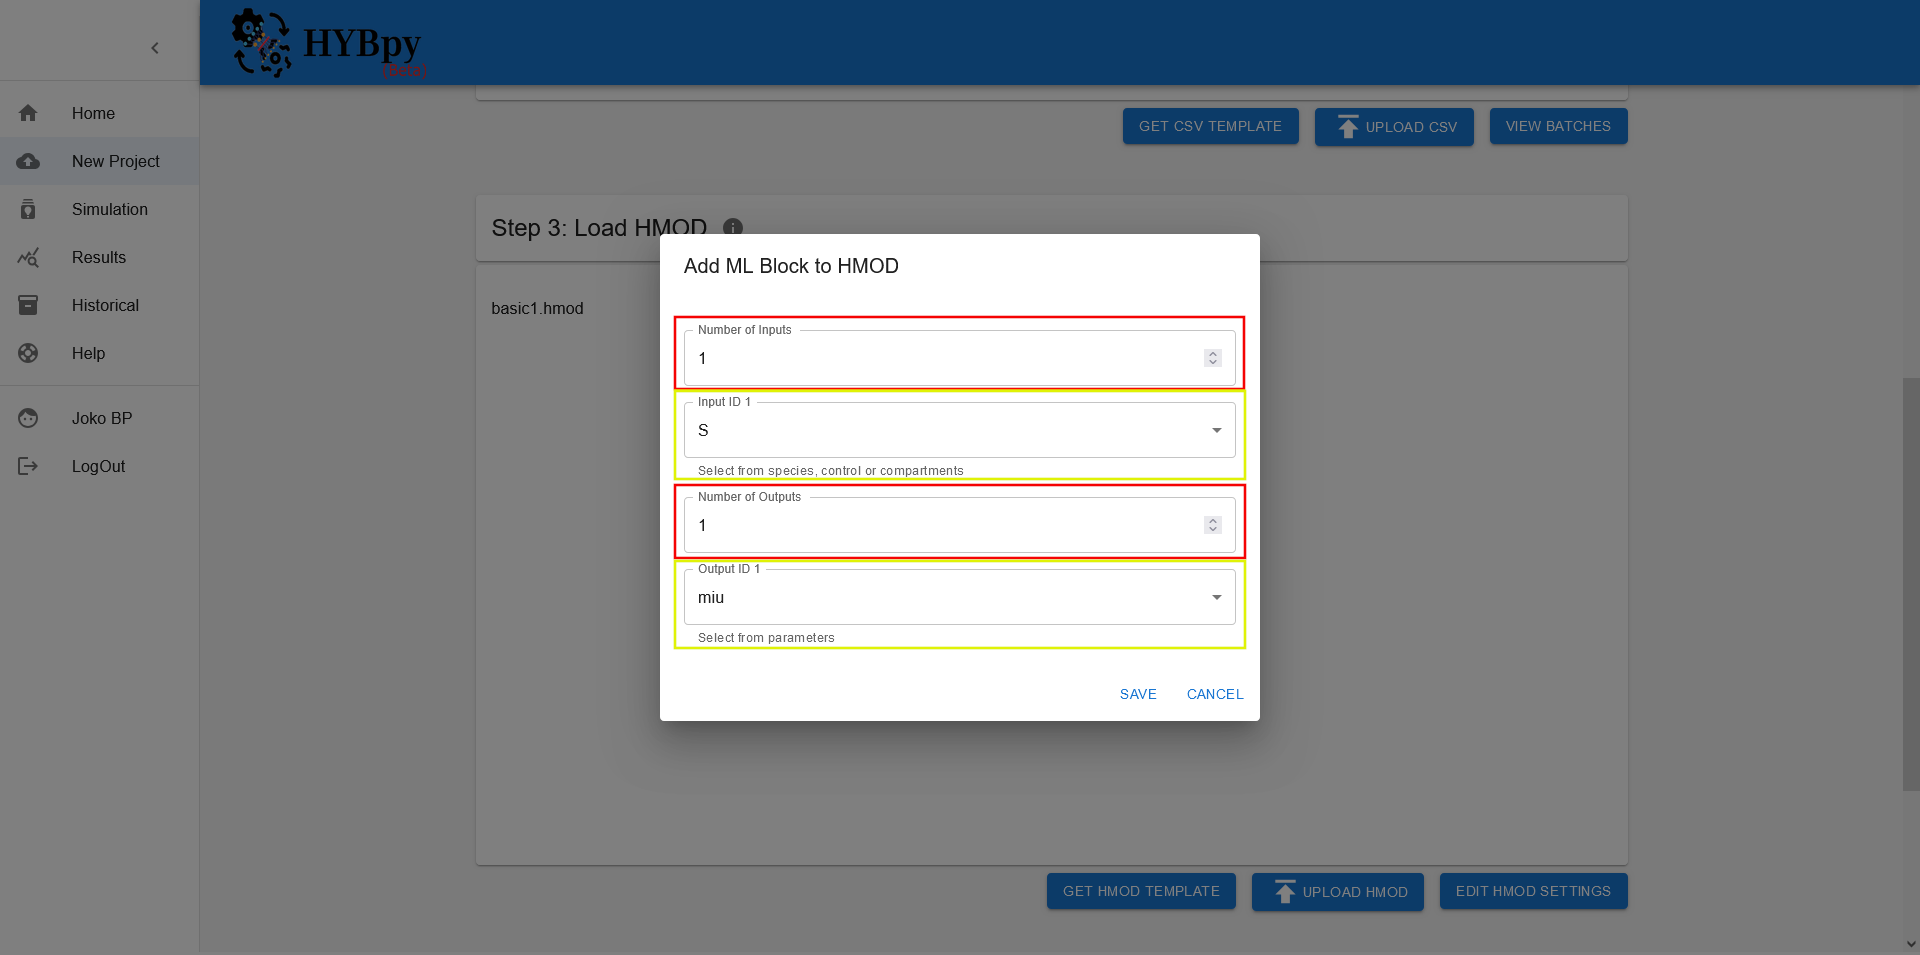 HYBpy
(Beta)
Home
New Project
Simulation
Results
Historical
Help
Joko BP
LogOut
GET CSV TEMPLATE
UPLOAD CSV
VIEW BATCHES
Step 3: Load HMOD
basic1.hmod
Add ML Block to HMOD
Number of Inputs
1
Input ID 1
S
Select from species, control or compartments
Number of Outputs
1
Output ID 1
miu
Select from parameters
SAVE
CANCEL
GET HMOD TEMPLATE
UPLOAD HMOD
EDIT HMOD SETTINGS